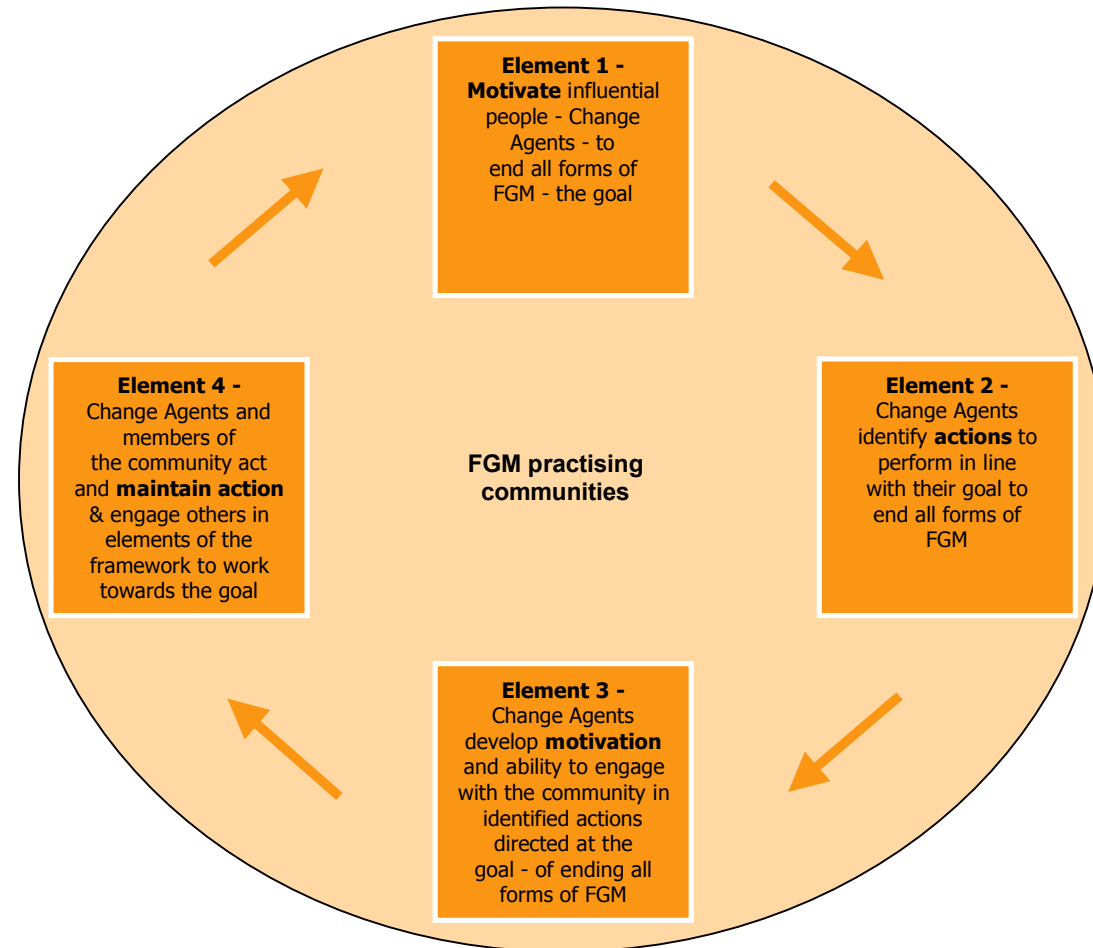 Element 1 -
Motivate influential
people - Change
Agents - to
end all forms of
FGM - the goal
Element 4 -
Change Agents and
members of
the community act
and maintain action
& engage others in
elements of the
framework to work
towards the goal
FGM practising
communities
Element 2 -
Change Agents
identify actions to
perform in line
with their goal to
end all forms of
FGM
Element 3 -
Change Agents
develop motivation
and ability to engage
with the community in
identified actions
directed at the
goal - of ending all
forms of FGM